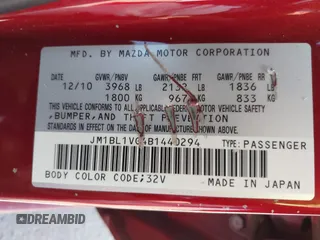 MFD. BY MAZDA MOTOR CORPORATION
GVWR/PNBV GAWR/PNBE FRT GAWR/PNBE RR
12/10 3968 LB LB 1836 LB
1800 KG KG 833 KG
THIS VEHICLE CONFORMS TO ALL APPLICABLE FEDERAL MOTOR VEHICLE SAFETY
,BUMPER,AND THEFT PREVENTION
STANDARDS IN EFFECT ON THE DATE OF MANUFACTURE SHOWN ABOVE.
TYPE:PASSENGER
BODY COLOR CODE:32V
MADE IN JAPAN
DREAMBID